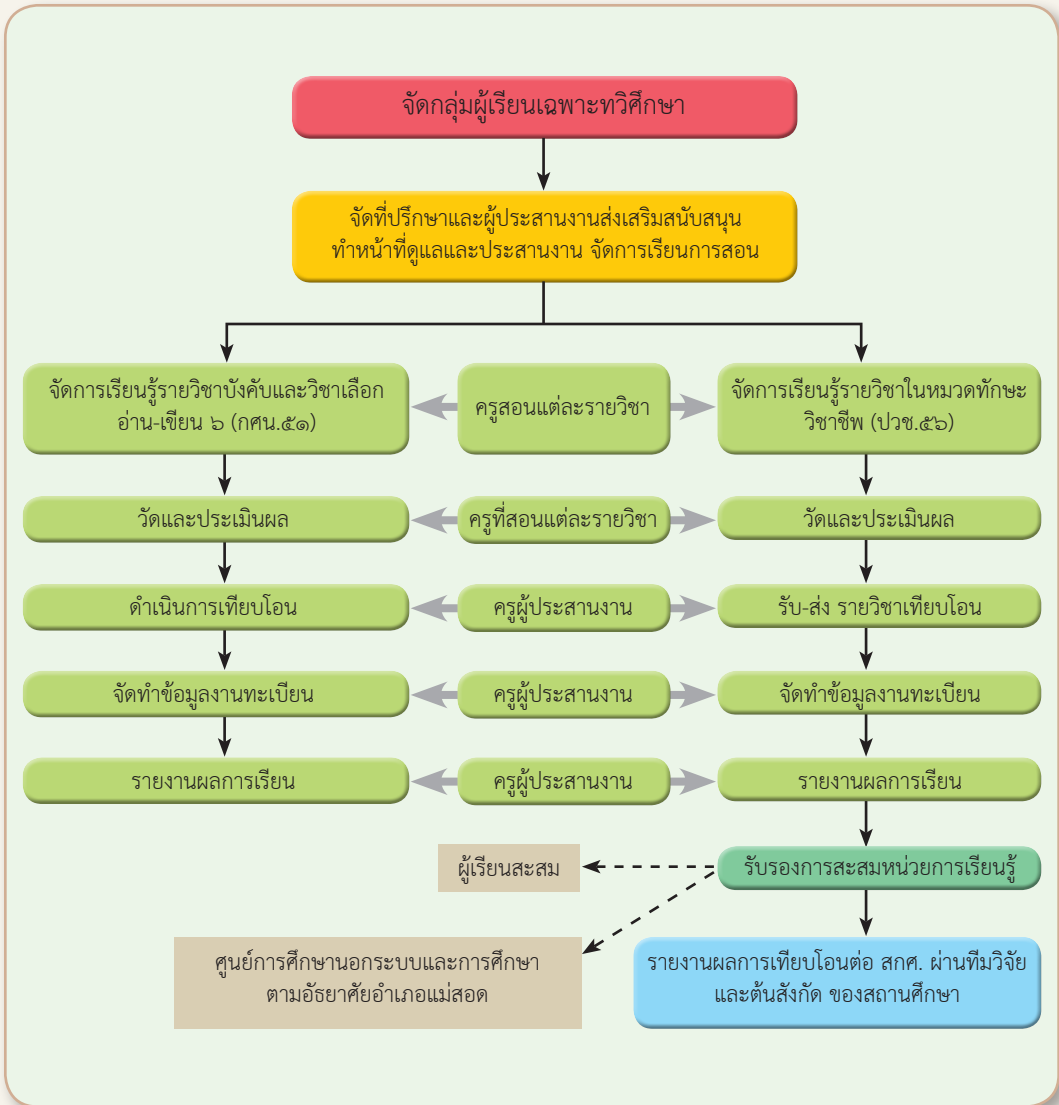 จัดกลุ่มผู้เรียนเฉพาะทวิศึกษา
จัดที่ปรึกษาและผู้ประสานงานส่งเสริมสนับสนุน
ทำหน้าที่ดูแลและประสานงาน จัดการเรียนการสอน
จัดการเรียนรู้รายวิชาบังคับและวิชาเลือก
อ่าน-เขียน ๖ (กศน.๕๑)
ครูสอนแต่ละรายวิชา
จัดการเรียนรู้รายวิชาในหมวดทักษะ
วิชาชีพ (ปวช.๕๖)
วัดและประเมินผล
ครูที่สอนแต่ละรายวิชา
วัดและประเมินผล
ดำเนินการเทียบโอน
ครูผู้ประสานงาน
รับ-ส่ง รายวิชาเทียบโอน
จัดทำข้อมูลงานทะเบียน
ครูผู้ประสานงาน
จัดทำข้อมูลงานทะเบียน
รายงานผลการเรียน
ครูผู้ประสานงาน
รายงานผลการเรียน
ผู้เรียนสะสม
รับรองการสะสมหน่วยการเรียนรู้
ศูนย์การศึกษานอกระบบและการศึกษา
ตามอัธยาศัยอำเภอแม่สอด
รายงานผลการเทียบโอนต่อ สกศ. ผ่านทีมวิจัย
และต้นสังกัด ของสถานศึกษา